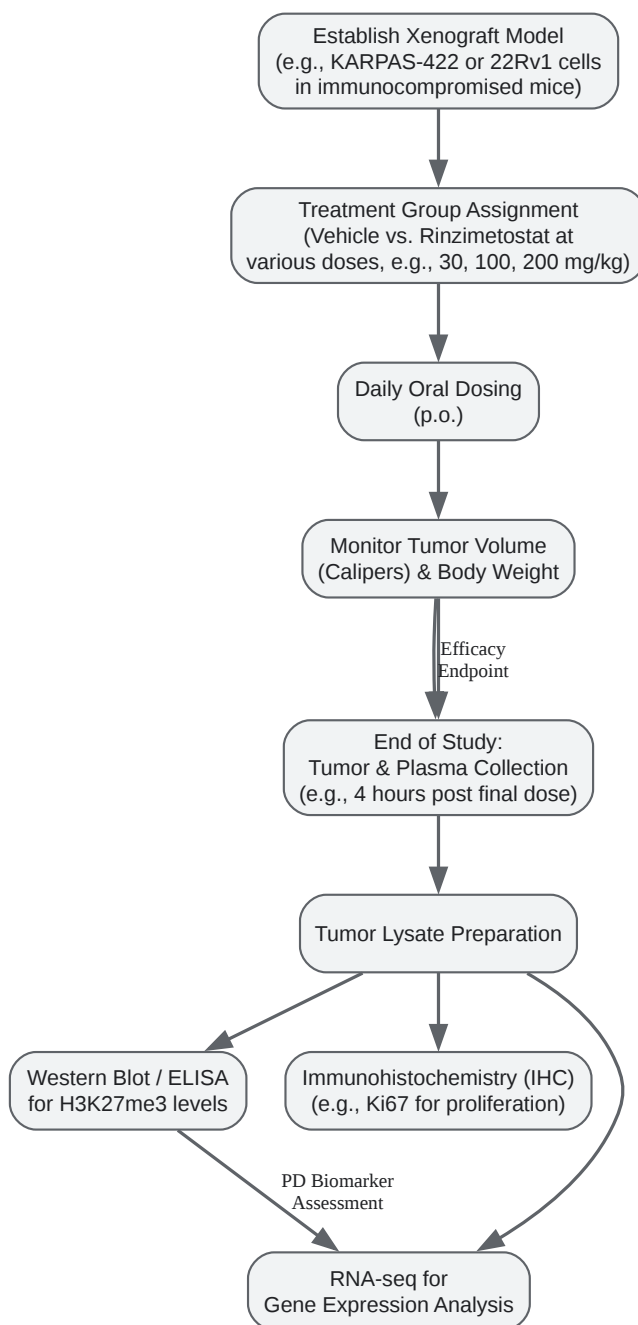 Establish Xenograft Model
(e.g., KARPAS-422 or 22Rv1 cells
in immunocompromised mice)
Treatment Group Assignment
(Vehicle vs. Rinzimetostat at
various doses, e.g., 30, 100, 200 mg/kg)
Daily Oral Dosing
(p.o.)
Monitor Tumor Volume
(Calipers) & Body Weight
Efficacy
Endpoint
End of Study:
Tumor & Plasma Collection
(e.g., 4 hours post final dose)
Tumor Lysate Preparation
Western Blot / ELISA
for H3K27me3 levels
Immunohistochemistry (IHC)
(e.g., Ki67 for proliferation)
PD Biomarker
Assessment
RNA-seq for
Gene Expression Analysis